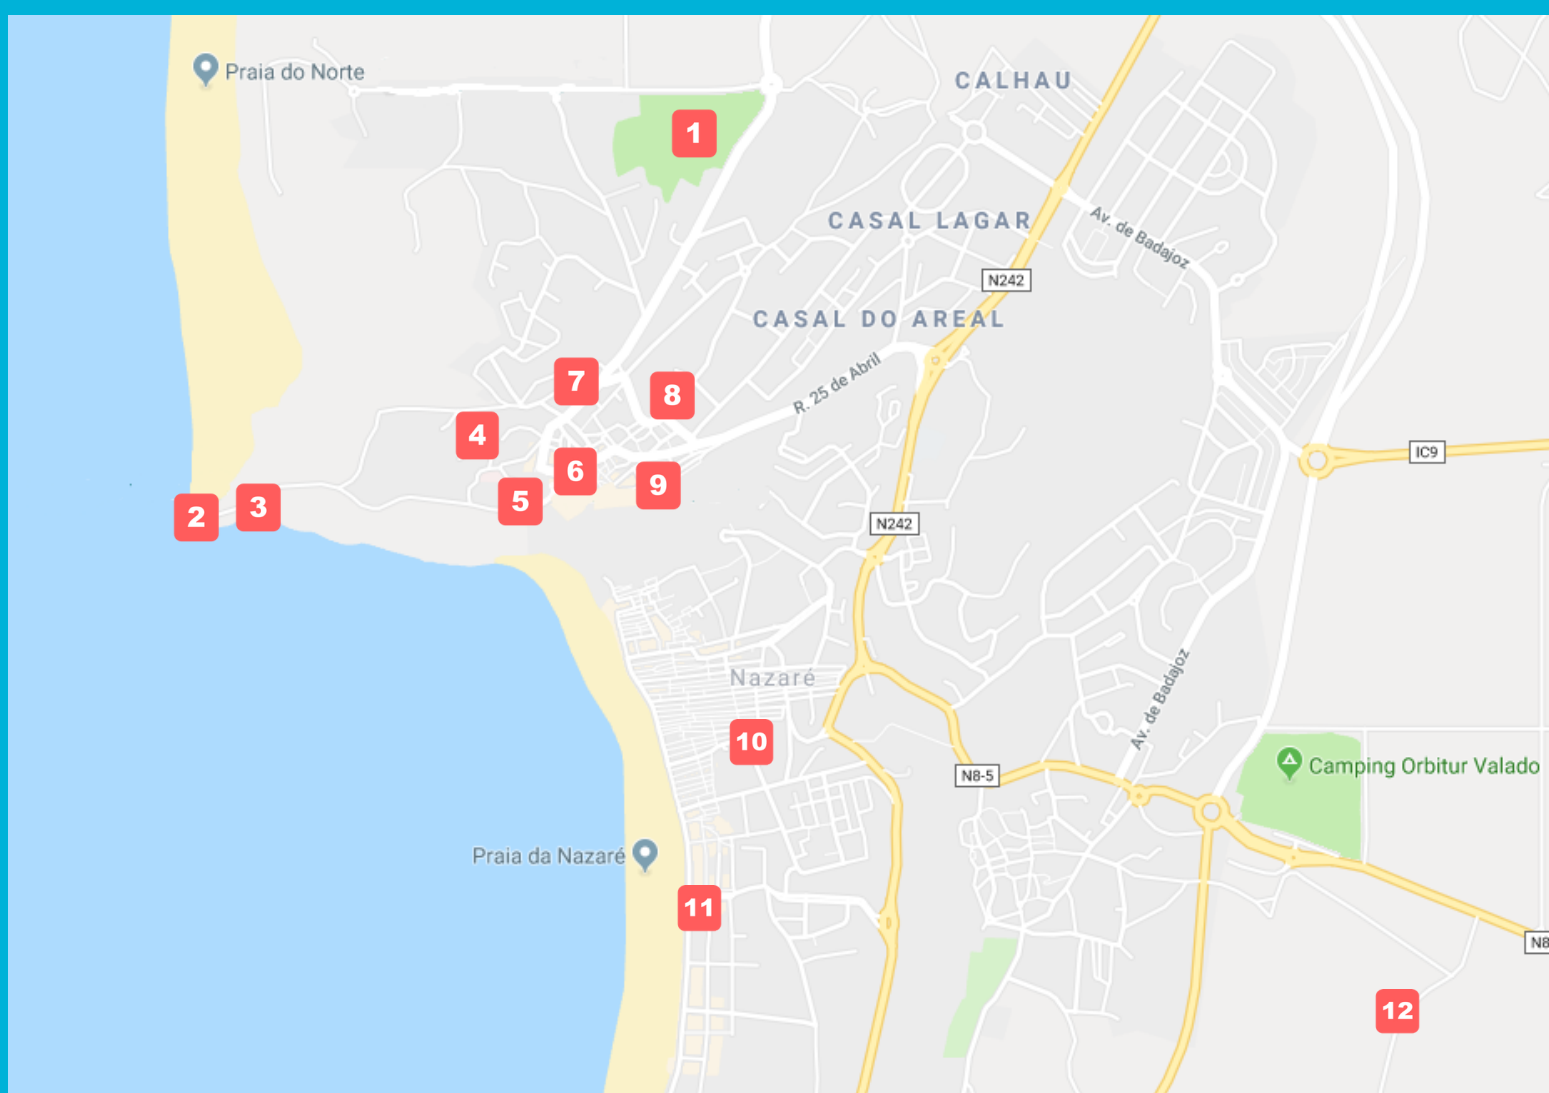 Praia do Norte
CALHAU
1
CASAL LAGAR
Av. de Badajoz
N242
CASAL DO AREAL
R. 25 de Abril
7
8
4
IC9
6
9
5
3
2
N242
Nazaré
Av. de Badajoz
10
N8-5
Camping Orbitur Valado
Praia da Nazaré
11
N8
12